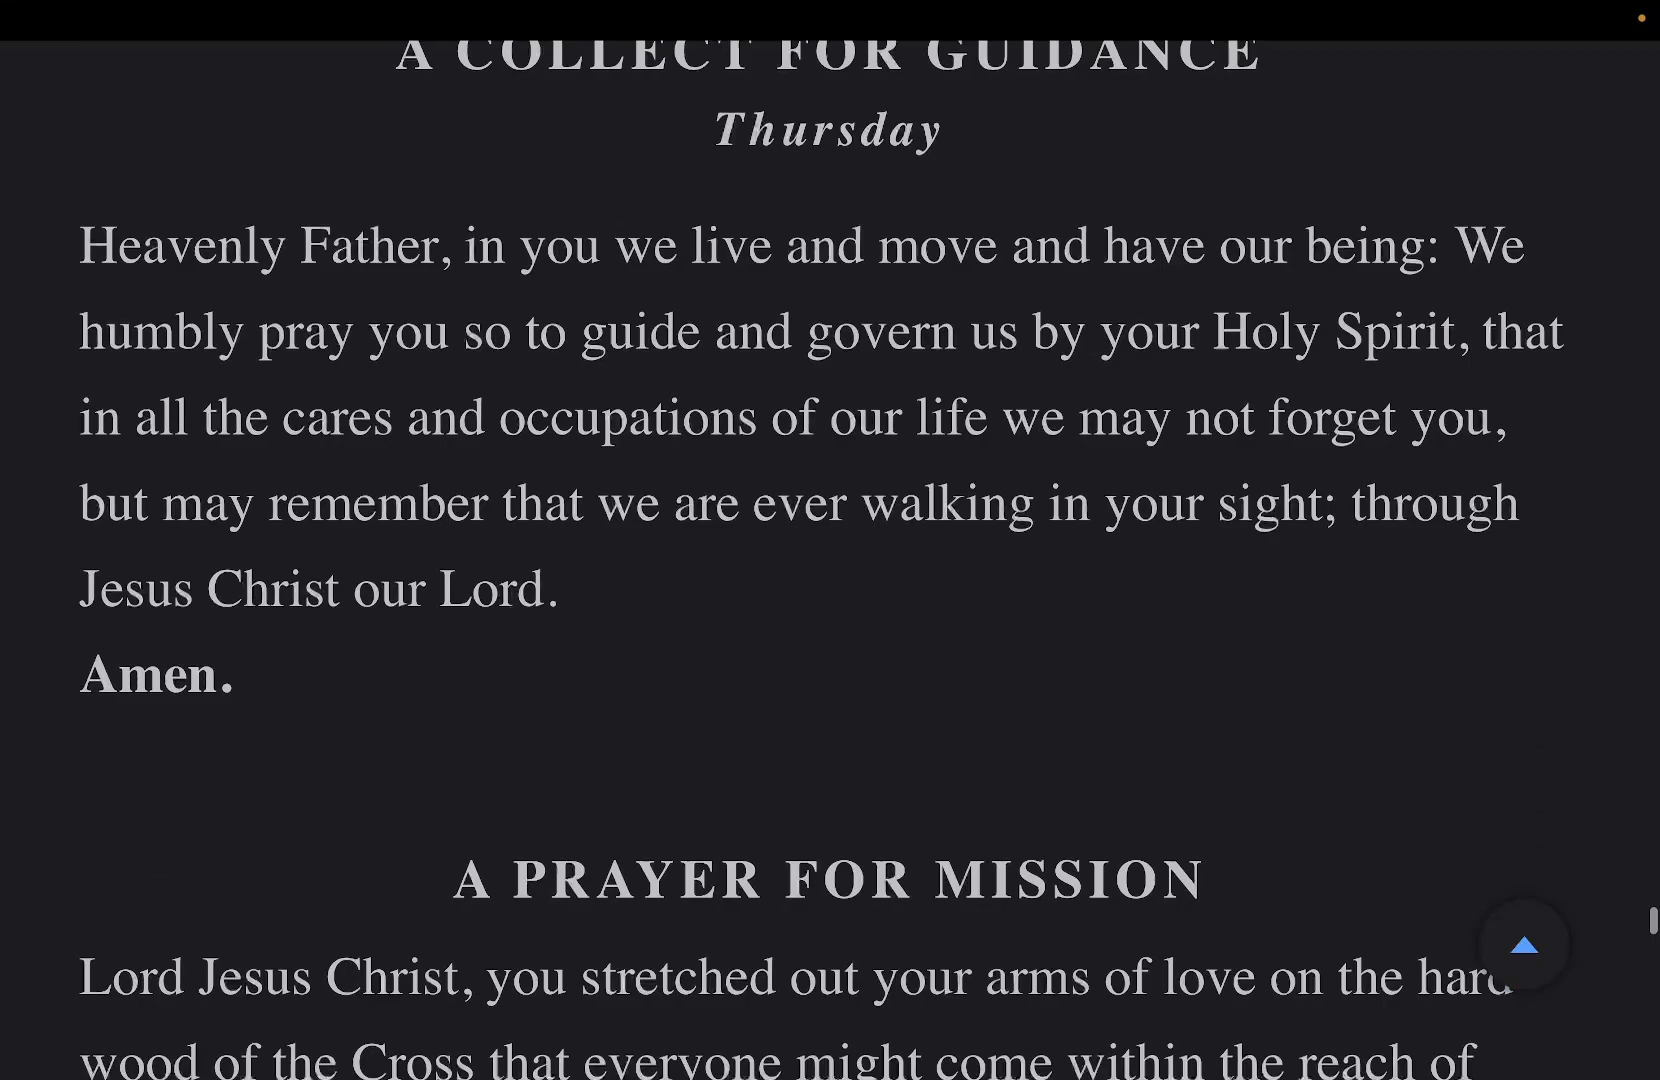 A COLLECT FOR GUIDANCE
Thursday
Heavenly Father, in you we live and move and have our being: We
humbly pray you so to guide and govern us by your Holy Spirit, that
in all the cares and occupations of our life we may not forget you,
but may remember that we are ever walking in your sight; through
Jesus Christ our Lord.
Amen.
A PRAYER FOR MISSION
Lord Jesus Christ, you stretched out your arms of love on the hard
wood of the Cross that everyone might come within the reach of